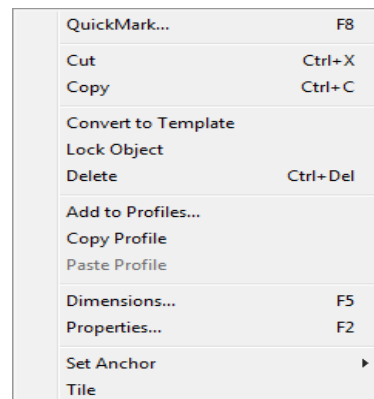 QuickMark... F8
Cut Ctrl+X
Copy Ctrl+C
Convert to Template
Lock Object
Delete Ctrl+Del
Add to Profiles...
Copy Profile
Paste Profile
Dimensions... F5
Properties... F2
Set Anchor
Tile